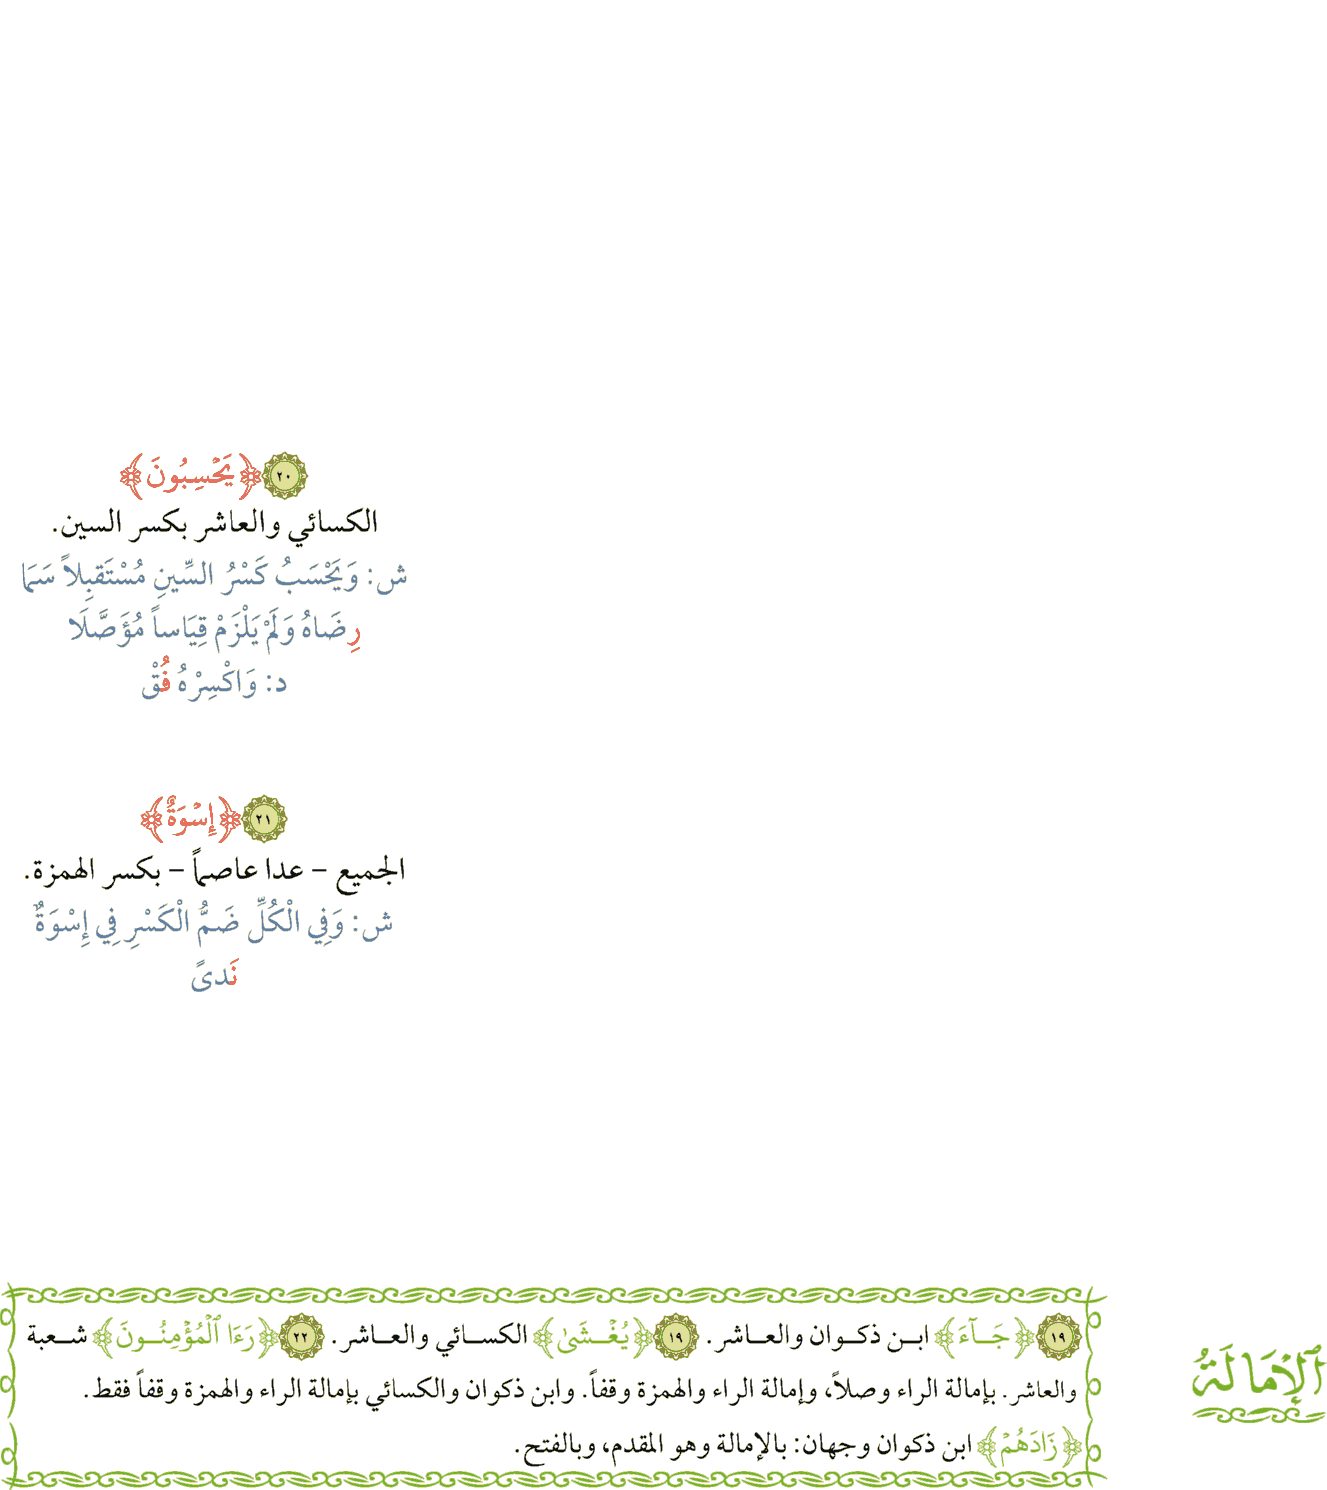 ٢٠ ﴿يَحْسِبُونَ﴾
الكسائي والعاشر بكسر السين.
ش: وَيَحْسَبُ كَسْرُ السِّينِ مُسْتَقبِلاً سَمَا
رِضَاهُ وَلَمْ يَلْزَمْ قِيَاساً مُؤَصَّلَا
د: وَاكْسِرْهُ فُقْ
٢١ ﴿إِسْوَةٌ﴾
الجميع – عدا عاصماً – بكسر الهمزة.
ش: وَفِي الْكُلِّ ضَمُّ الْكَسْرِ فِي إِسْوَةٌ
نَدىً
ٱلْإِمَالَةُ
١٩ ﴿جَآءَ﴾ ابن ذكوان والعاشر. ١٩ ﴿يُغْشَىٰ﴾ الكسائي والعاشر. ٢٢ ﴿رَءَا ٱلْمُؤْمِنُونَ﴾ شعبة
والعاشر. بإمالة الراء وصلاً، وإمالة الراء والهمزة وقفاً. وابن ذكوان والكسائي بإمالة الراء والهمزة وقفاً فقط.
﴿زَادَهُمْ﴾ ابن ذكوان وجهان: بالإمالة وهو المقدم، وبالفتح.